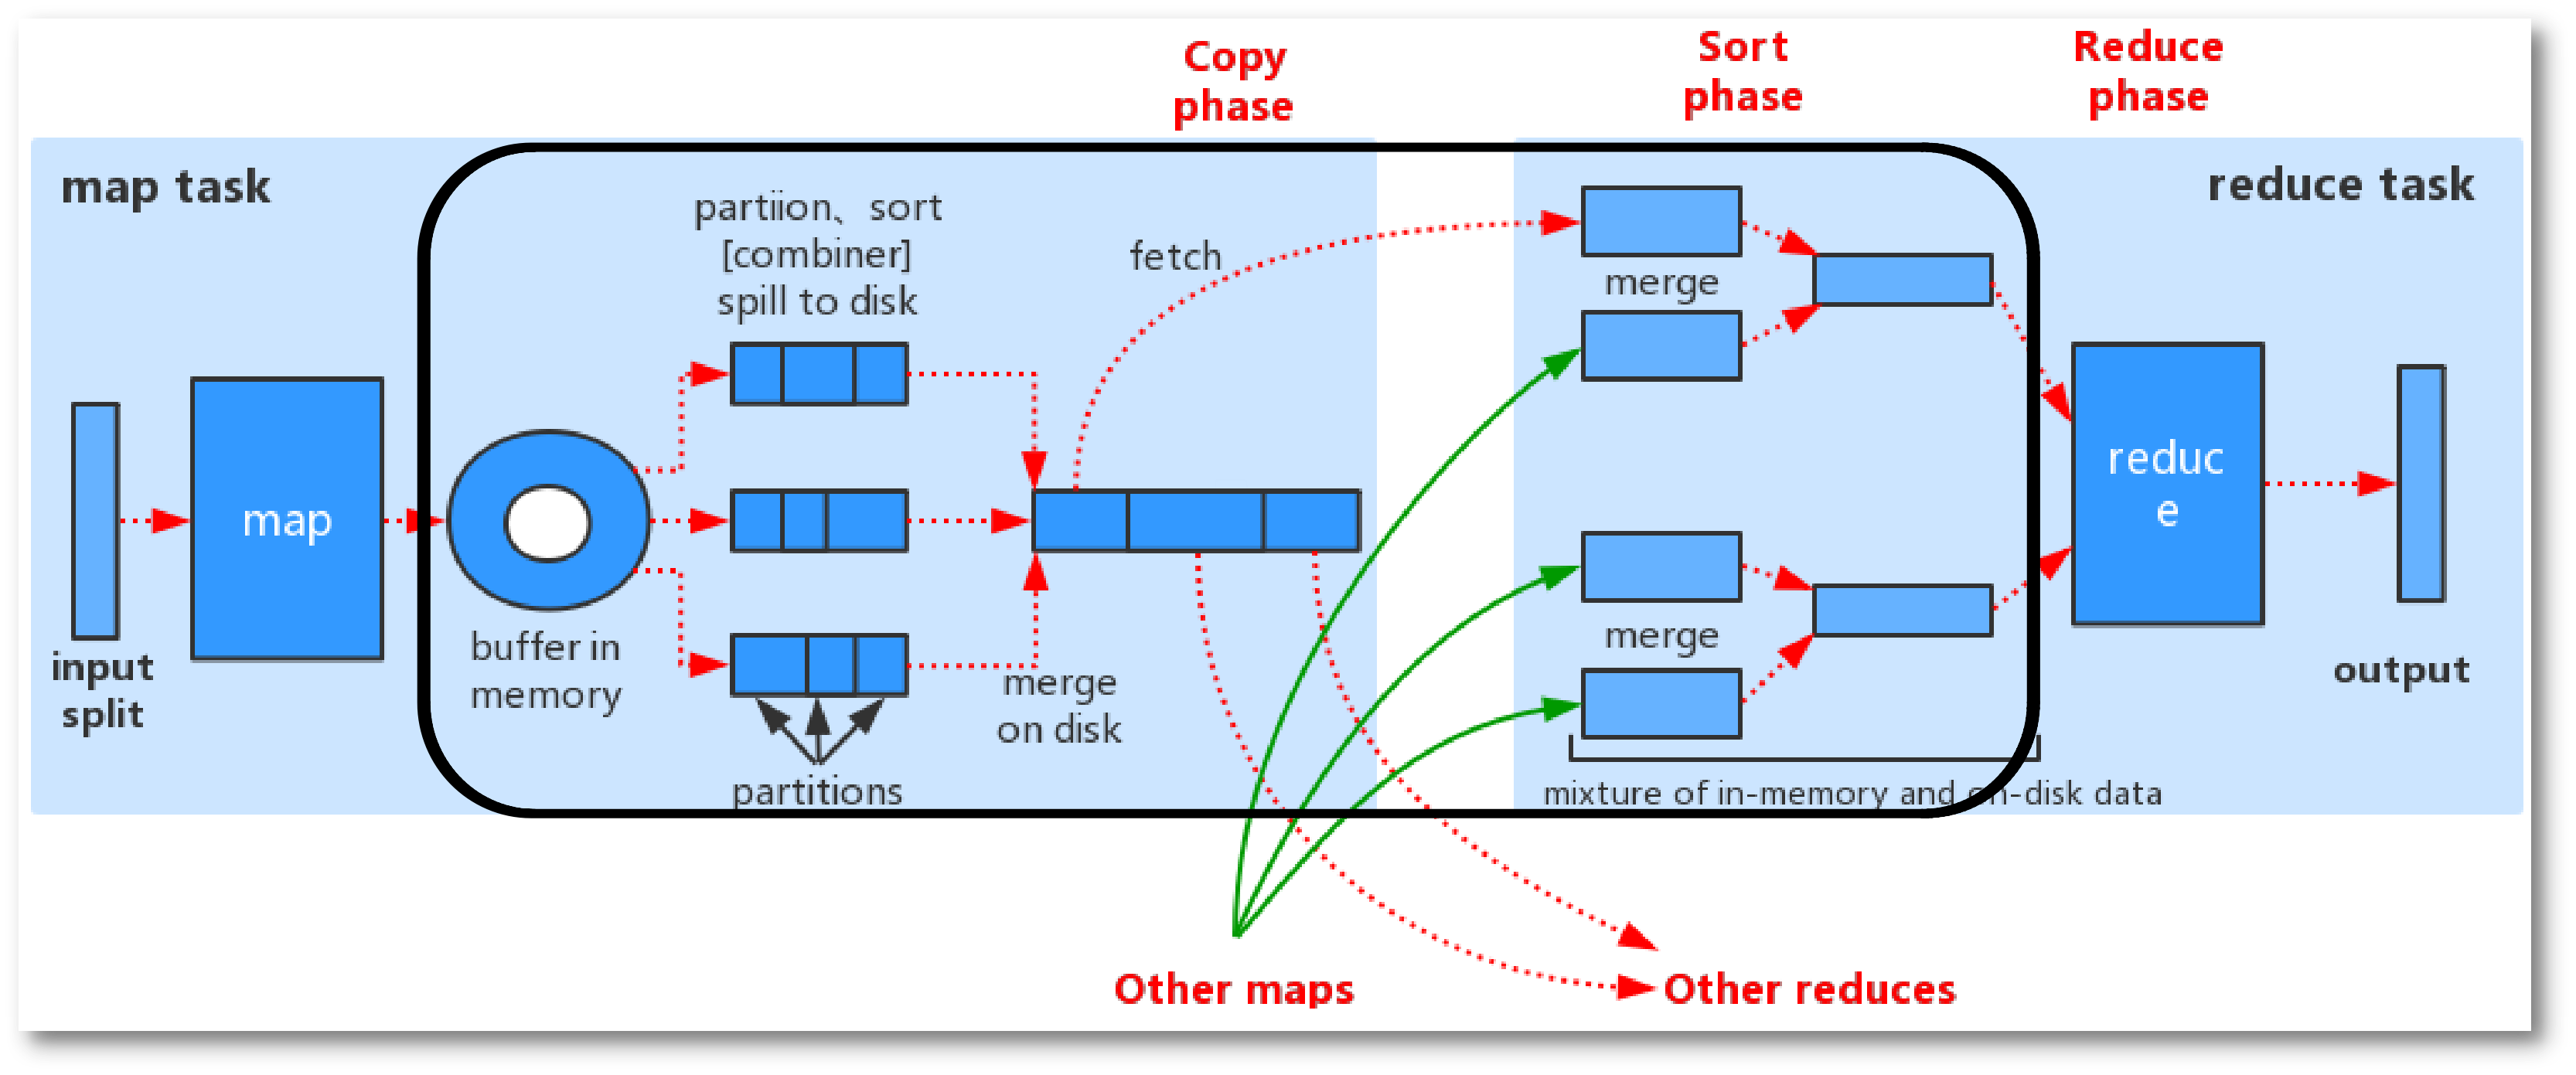 Copy
phase
Sort
phase
Reduce
phase
map task
reduce task
partiion、sort
[combiner]
spill to disk
fetch
merge
map
reduc
e
input
split
buffer in
memory
merge
on disk
partitions
merge
output
mixture of in-memory and on-disk data
Other maps
Other reduces